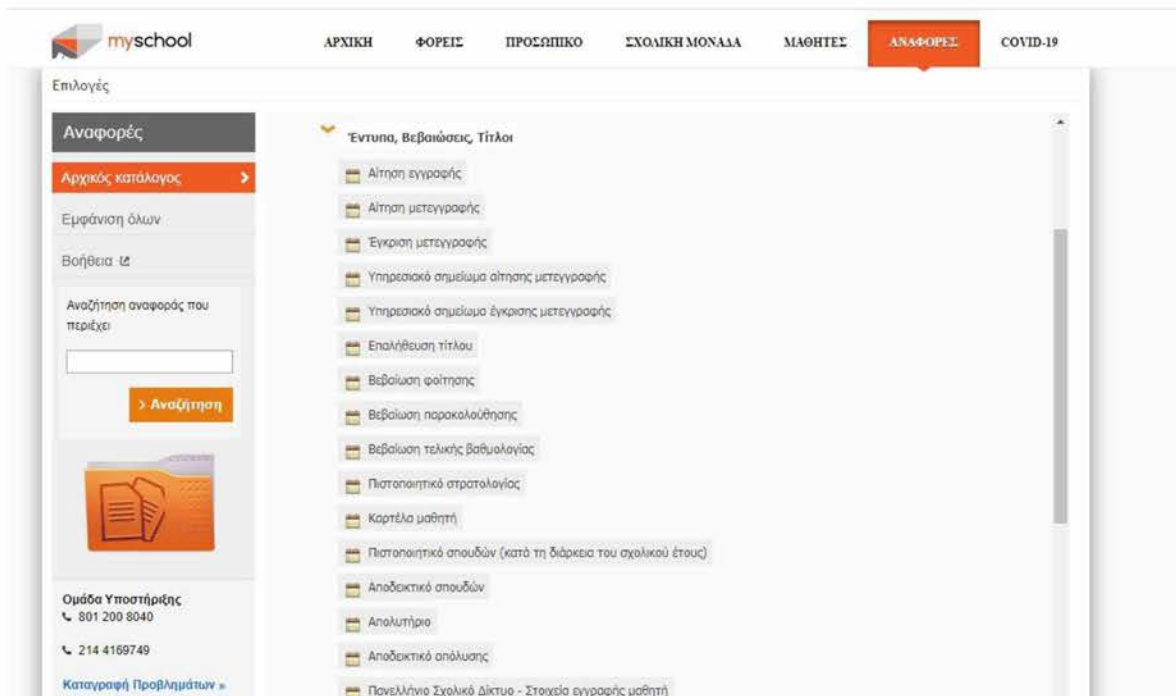 myschool
ΑΡΧΙΚΗ ΦΟΡΕΙΣ ΠΡΟΣΩΠΙΚΟ ΣΧΟΛΙΚΗ ΜΟΝΑΔΑ ΜΑΘΗΤΕΣ ΑΝΑΦΟΡΕΣ COVID-19
Επιλογές
Αναφορές
Αρχικός κατάλογος
Εμφάνιση όλων
Βοήθεια
Αναζήτηση αναφοράς που
περιέχει
> Αναζήτηση
Ομάδα Υποστήριξης
801 200 8040
214 4169749
Καταγραφή Προβλημάτων »
Έντυπα, Βεβαιώσεις, Τίτλοι
Αίτηση εγγραφής
Αίτηση μετεγγραφής
Έγκριση μετεγγραφής
Υπηρεσιακό σημείωμα αίτησης μετεγγραφής
Υπηρεσιακό σημείωμα έγκρισης μετεγγραφής
Επαλήθευση τίτλου
Βεβαίωση φοίτησης
Βεβαίωση παρακολούθησης
Βεβαίωση τελικής βαθμολογίας
Πιστοποιητικό στρατολογίας
Καρτέλα μαθητή
Πιστοποιητικό σπουδών (κατά τη διάρκεια του σχολικού έτους)
Αποδεικτικό σπουδών
Απολυτήριο
Αποδεικτικό απόλυσης
Πανελλήνιο Σχολικό Δίκτυο - Στοιχεία εγγραφής μαθητή